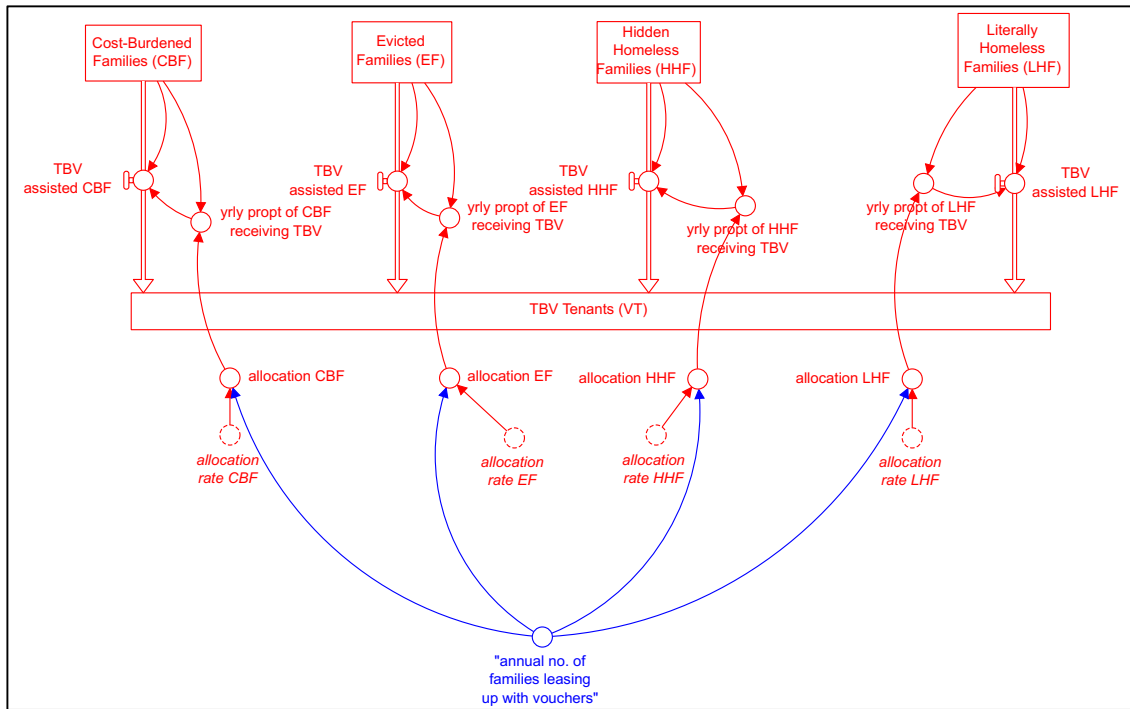 Cost-Burdened
Families (CBF)
Evicted
Families (EF)
Hidden
Homeless
Families (HHF)
Literally
Homeless
Families (LHF)
TBV
assisted CBF
yrly propt of CBF
receiving TBV
TBV
assisted EF
yrly propt of EF
receiving TBV
TBV
assisted HHF
yrly propt of HHF
receiving TBV
yrly propt of LHF
receiving TBV
TBV
assisted LHF
TBV Tenants (VT)
allocation CBF
allocation EF
allocation HHF
allocation LHF
allocation
rate CBF
allocation
rate EF
allocation
rate HHF
allocation
rate LHF
"annual no. of
families leasing
up with vouchers"